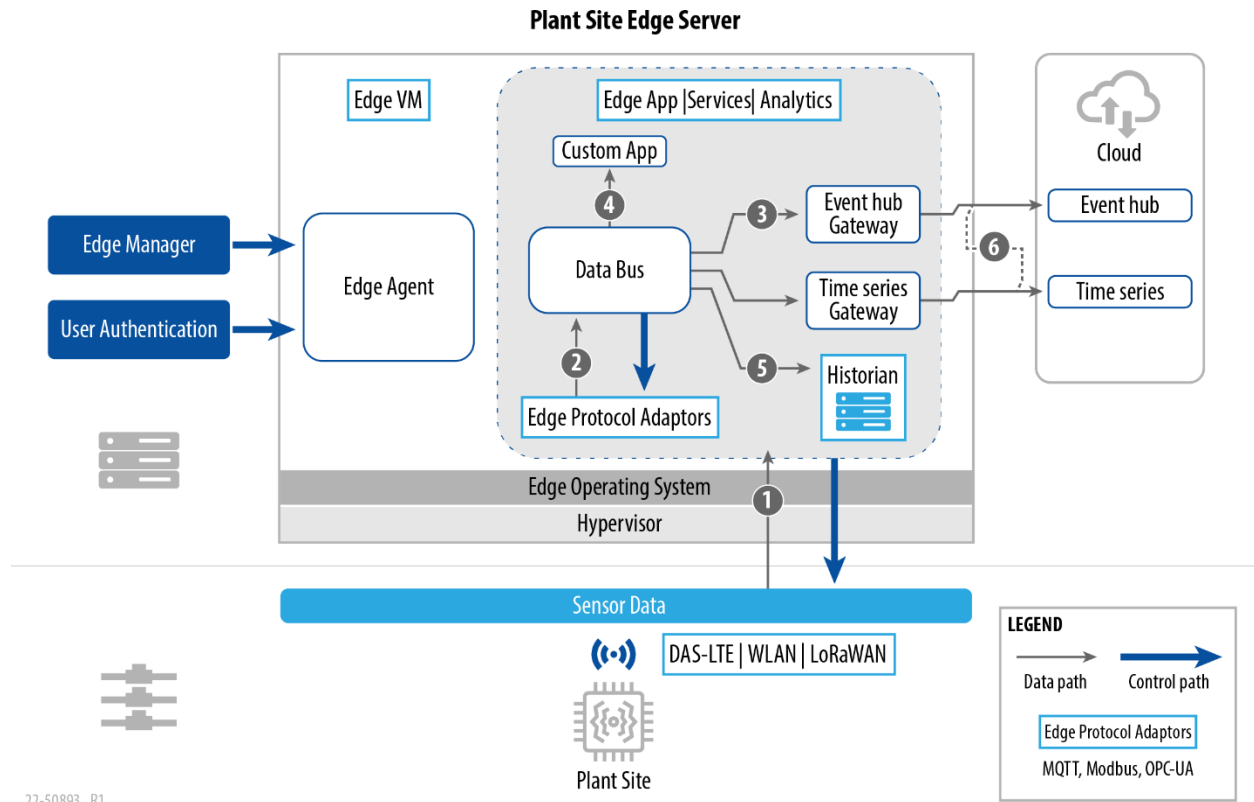 Plant Site Edge Server
Edge VM
Edge App |Services| Analytics
Cloud
Custom App
4
3
Event hub
Gateway
Event hub
6
Edge Manager
Edge Agent
Data Bus
Time series
Gateway
Time series
User Authentication
2
5
Historian
Edge Protocol Adaptors
Edge Operating System
1
Hypervisor
Sensor Data
DAS-LTE | WLAN | LoRaWAN
Plant Site
LEGEND
Data path
Control path
Edge Protocol Adaptors
MQTT, Modbus, OPC-UA
22-50893_R1